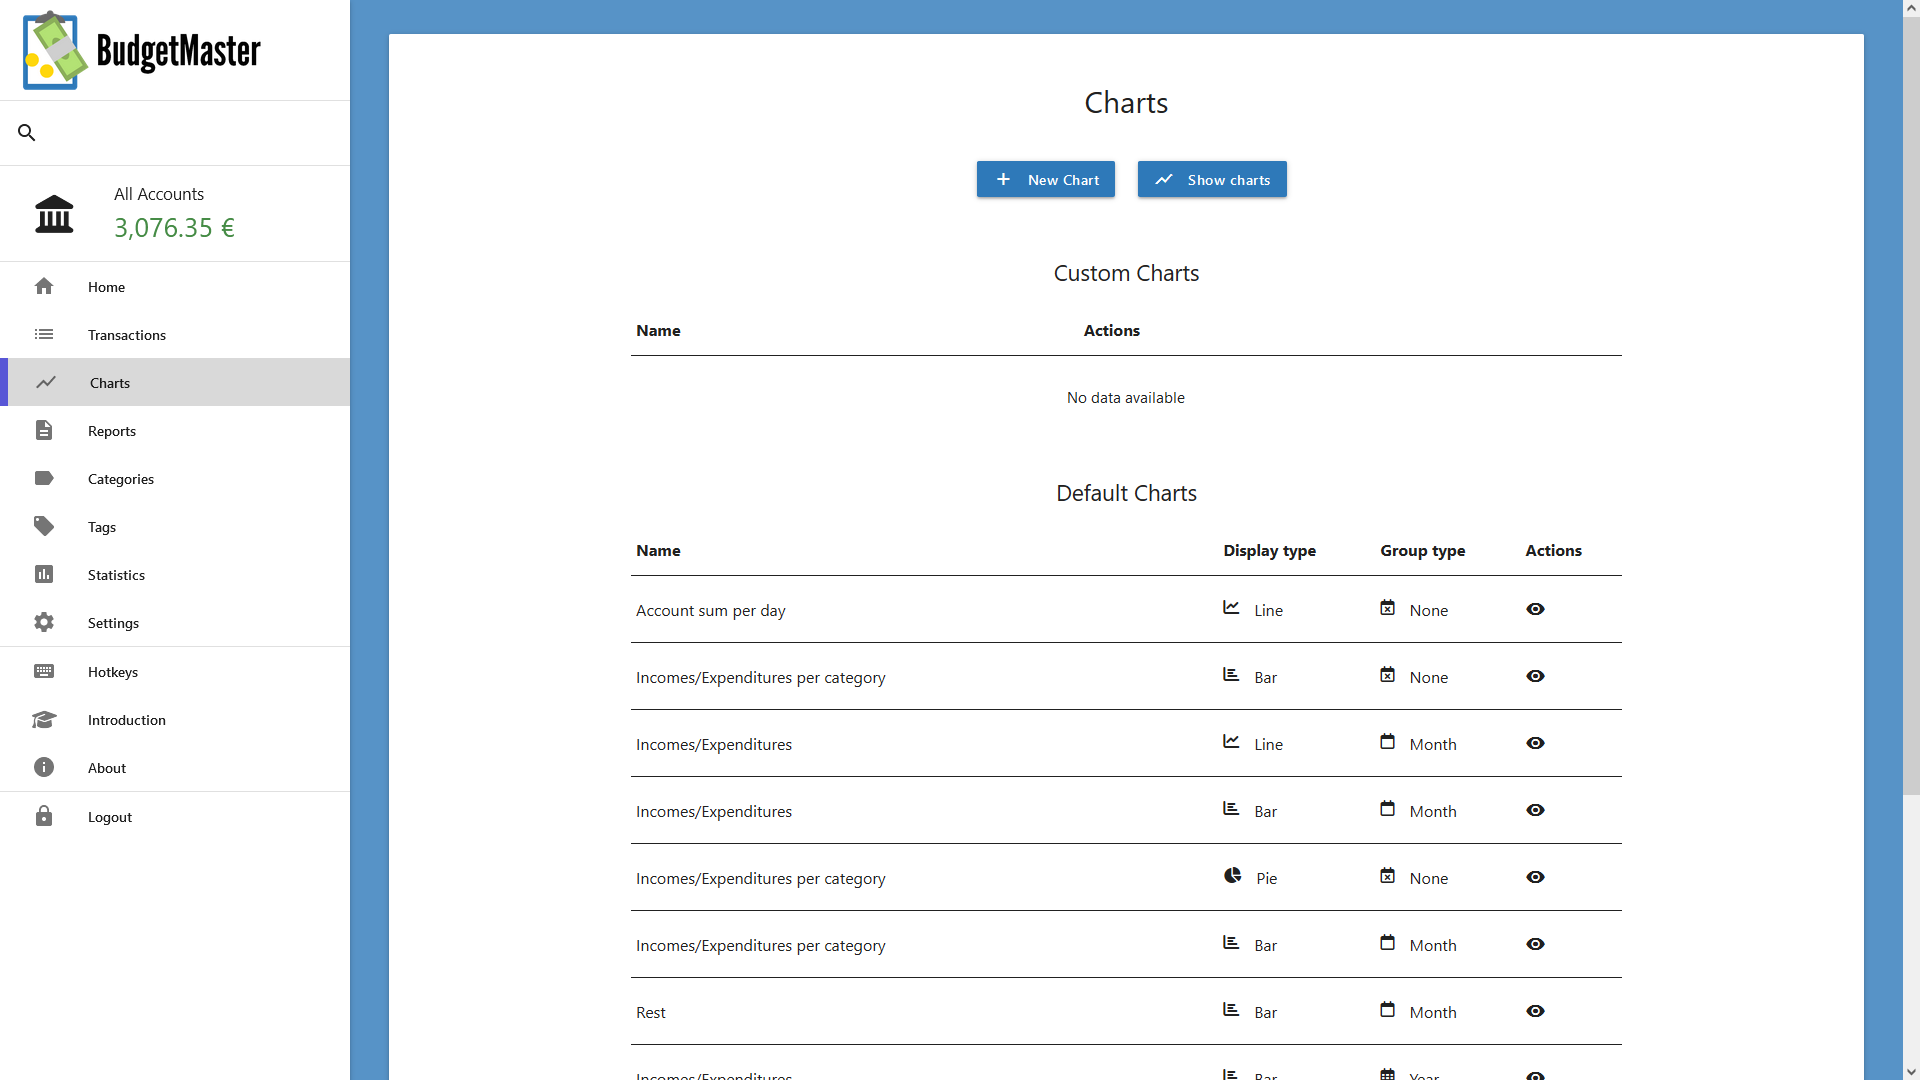 BudgetMaster
All Accounts
3,076.35 €
Home
Transactions
Charts
Reports
Categories
Tags
Statistics
Settings
Hotkeys
Introduction
About
Logout
Charts
New Chart Show charts
Custom Charts
Name Actions
No data available
Default Charts
Name Display type Group type Actions
Account sum per day Line None
Incomes/Expenditures per category Bar None
Incomes/Expenditures Line Month
Incomes/Expenditures Bar Month
Incomes/Expenditures per category Pie None
Incomes/Expenditures per category Bar Month
Rest Bar Month
Incomes/Expenditures Bar Year